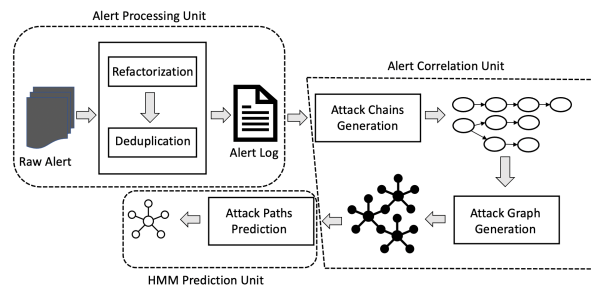 Alert Processing Unit
Refactorization
Deduplication
Raw Alert
Alert Log
Alert Correlation Unit
Attack Chains
Generation
Attack Graph
Generation
Attack Paths
Prediction
HMM Prediction Unit